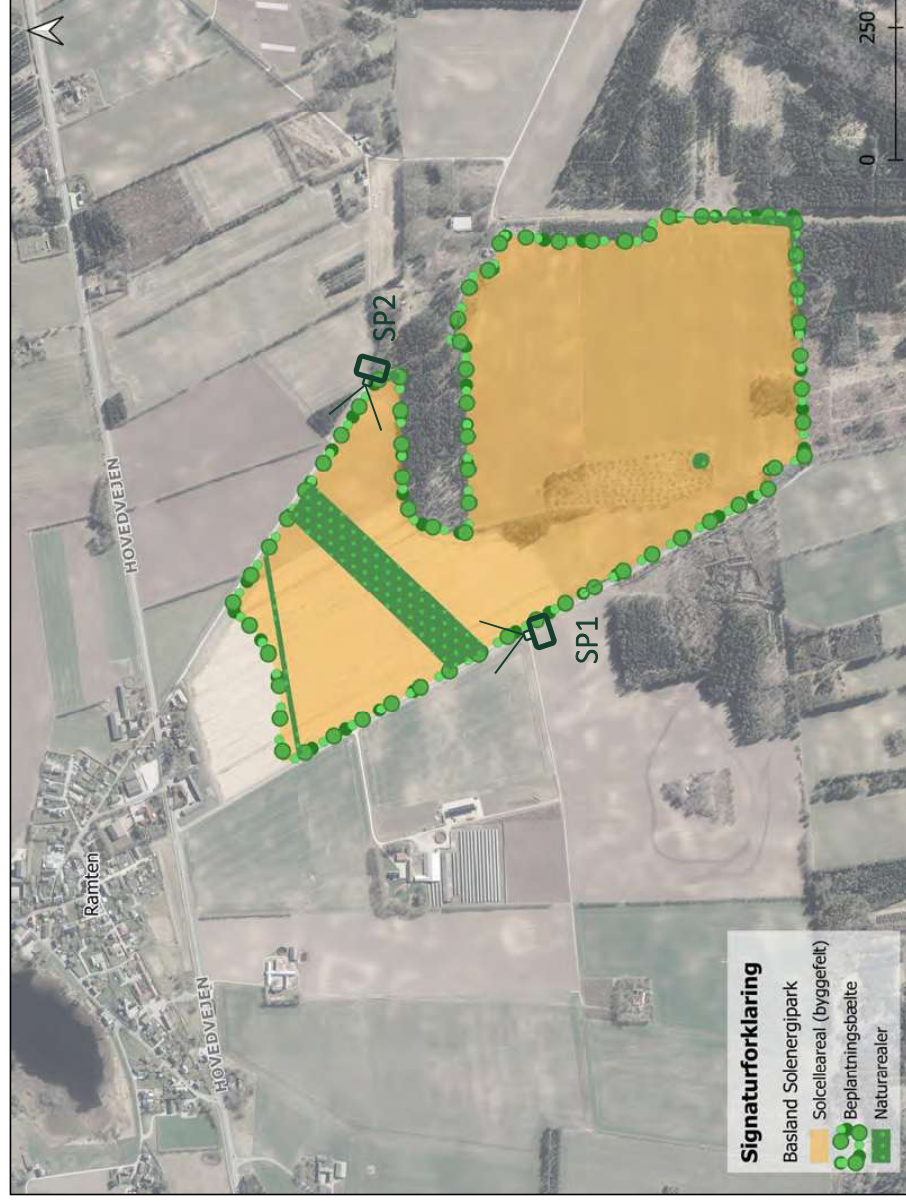 HOVEDVEJEN
Ramten
HOVEDVEJEN
SP2
SP1
Signaturforklaring
Basland Solenergipark
Solcelleareal (byggefelt)
Beplantningsbælte
Naturarealer
0 250